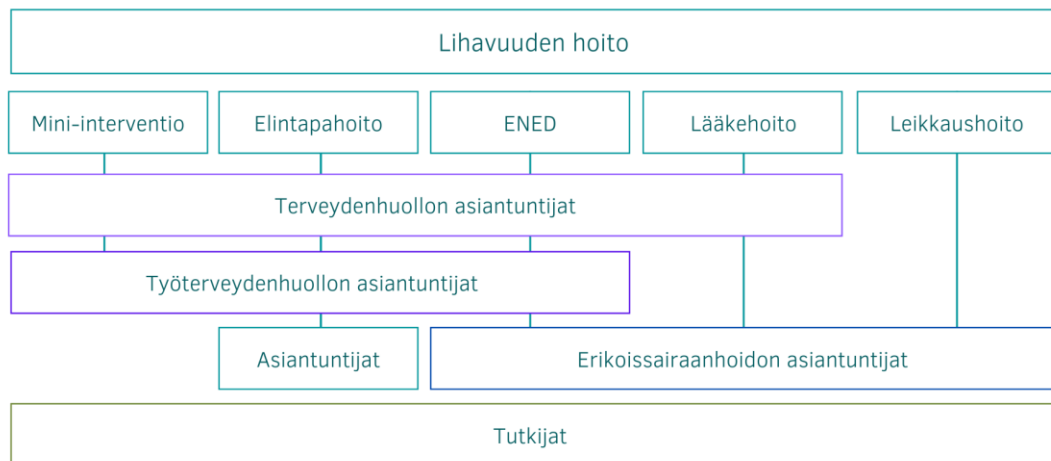 Lihavuuden hoito
Mini-interventio
Elintapahoito
ENED
Lääkehoito
Leikkaushoito
Terveydenhuollon asiantuntijat
Työterveydenhuollon asiantuntijat
Asiantuntijat
Erikoissairaanhoidon asiantuntijat
Tutkijat